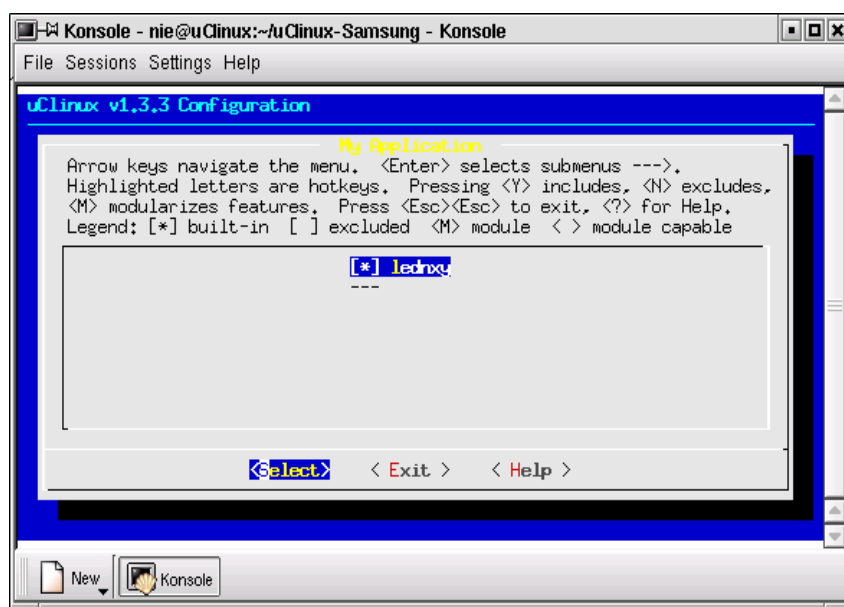 Konsole - nie@uClinux:~/uClinux-Samsung - Konsole
File Sessions Settings Help
uClinux v1.3.3 Configuration
My Application
Arrow keys navigate the menu. <Enter> selects submenus --->.
Highlighted letters are hotkeys. Pressing <Y> includes, <N> excludes,
<M> modularizes features. Press <Esc><Esc> to exit, <?> for Help.
Legend: [*] built-in [ ] excluded <M> module < > module capable
[*] lednxy
---
<Select> < Exit > < Help >
New Konsole